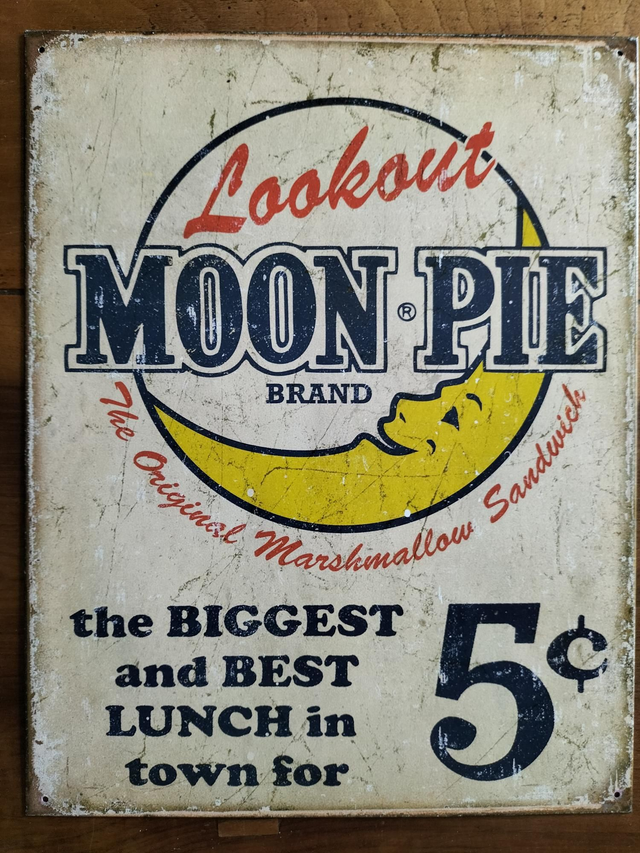 Lookout
MOON PIE
®
BRAND
The Original Marshmallow Sandwich
the BIGGEST
and BEST
LUNCH in
town for
5¢